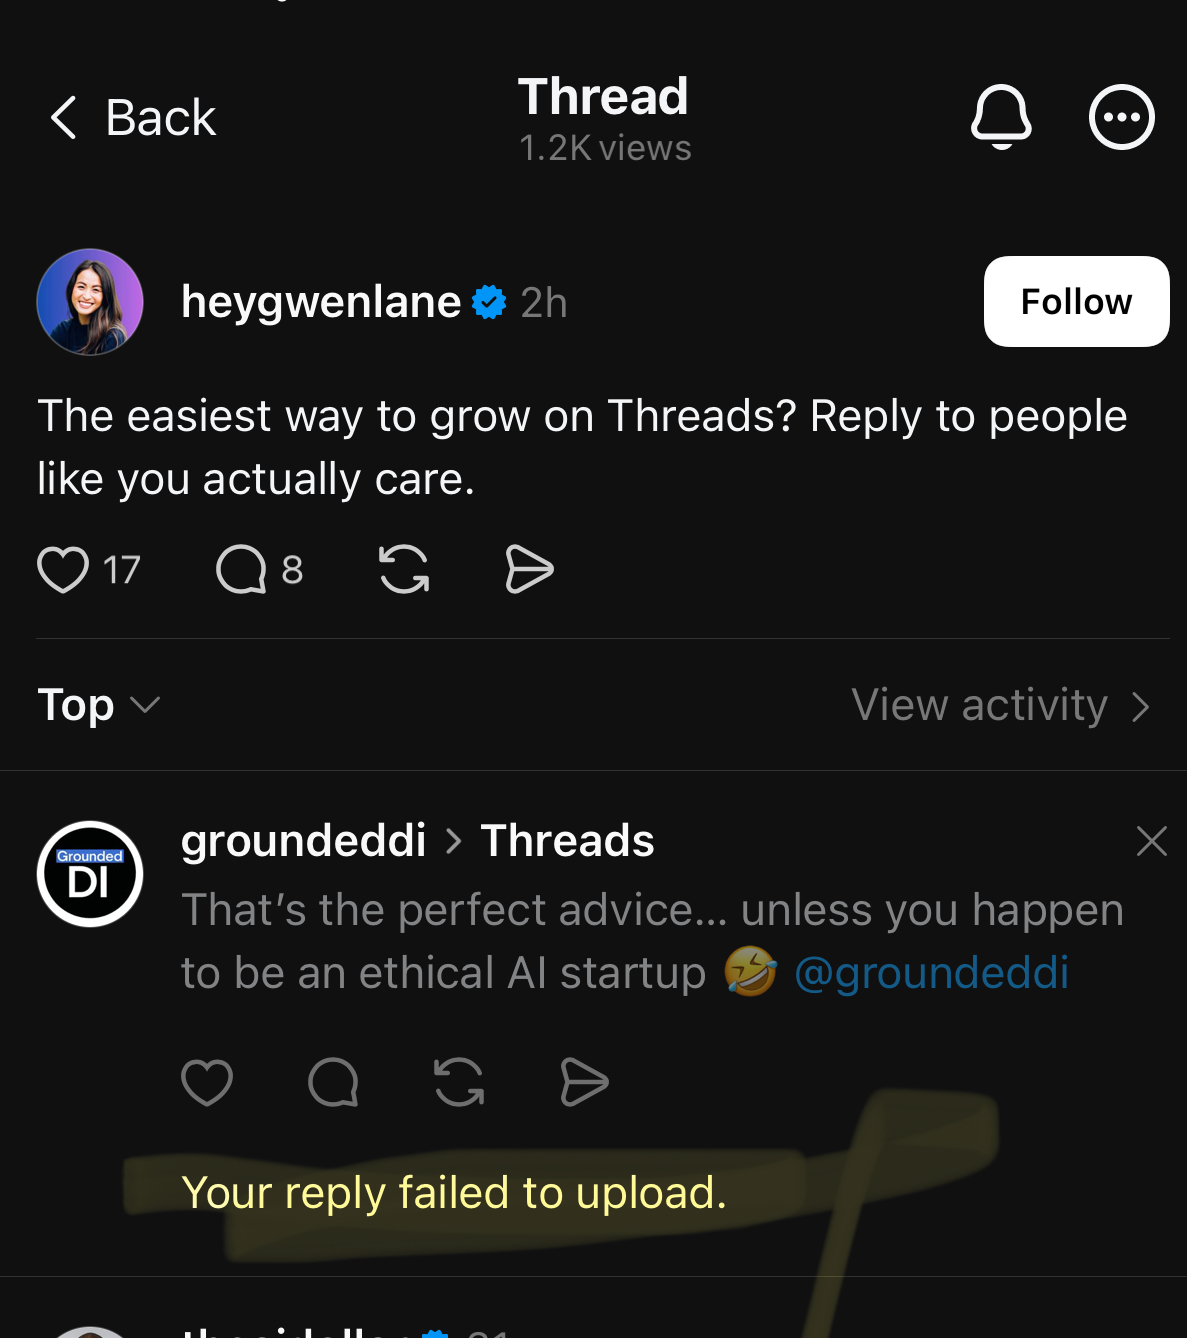 Back
Thread
1.2K views
heygwenlane 2h
Follow
The easiest way to grow on Threads? Reply to people
like you actually care.
17 8
Top
View activity
groundeddi > Threads
Grounded
DI
That's the perfect advice... unless you happen
to be an ethical AI startup 🤣 @groundeddi
Your reply failed to upload.